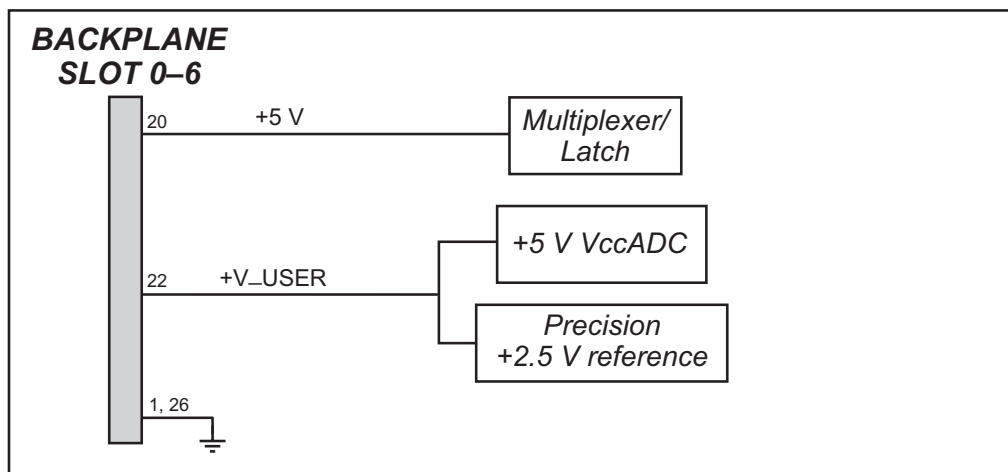 BACKPLANE
SLOT 0–6
20
+5 V
Multiplexer/
Latch
+5 V VccADC
22
+V_USER
Precision
+2.5 V reference
1, 26